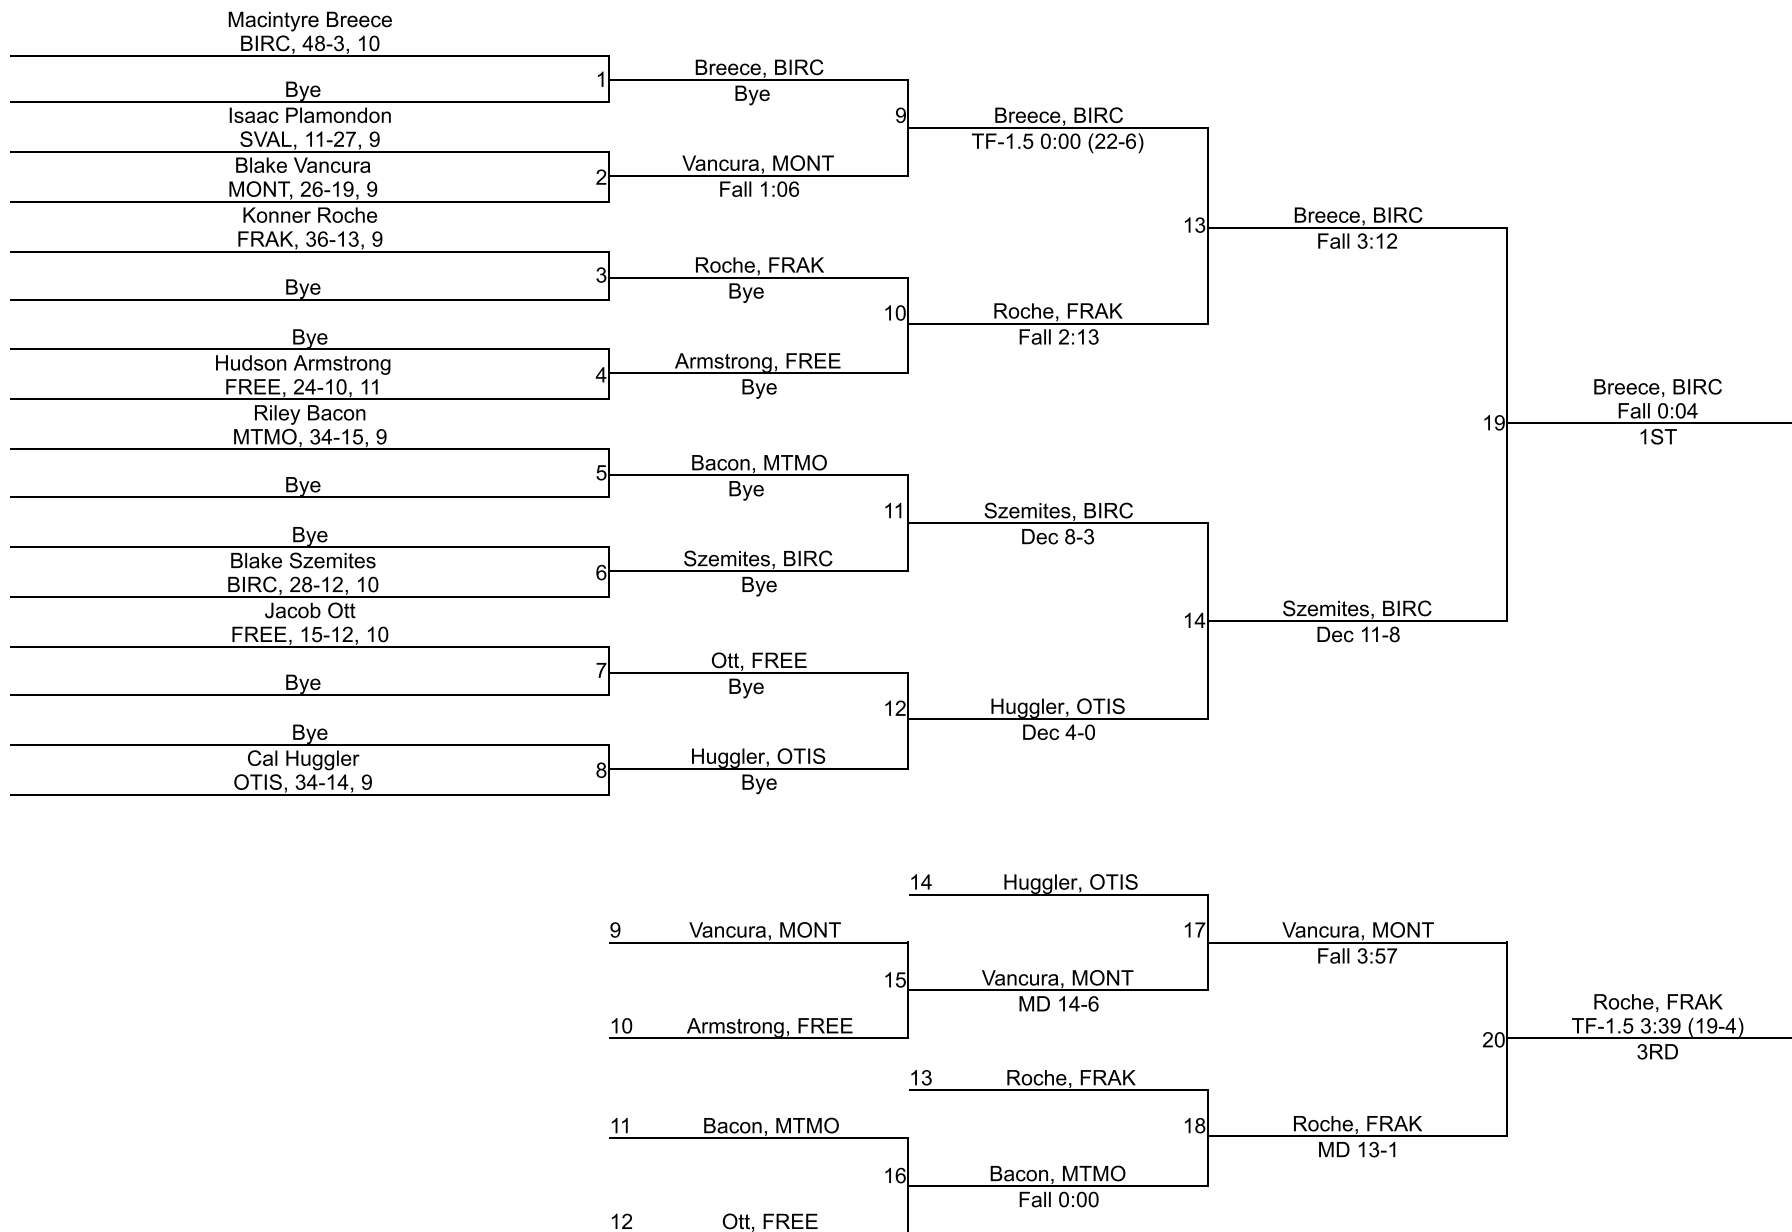 Macintyre Breece
BIRC, 48-3, 10
Bye
1
Isaac Plamondon
SVAL, 11-27, 9
Blake Vancura
MONT, 26-19, 9
2
Konner Roche
FRAK, 36-13, 9
Bye
3
Bye
Hudson Armstrong
FREE, 24-10, 11
4
Riley Bacon
MTMO, 34-15, 9
Bye
5
Bye
Blake Szemites
BIRC, 28-12, 10
6
Jacob Ott
FREE, 15-12, 10
Bye
7
Bye
Cal Huggler
OTIS, 34-14, 9
8
Breece, BIRC
Bye
9
Vancura, MONT
Fall 1:06
Roche, FRAK
Bye
10
Armstrong, FREE
Bye
Bacon, MTMO
Bye
11
Szemites, BIRC
Bye
Ott, FREE
Bye
12
Huggler, OTIS
Bye
Breece, BIRC
TF-1.5 0:00 (22-6)
13
Roche, FRAK
Fall 2:13
Szemites, BIRC
Dec 8-3
14
Huggler, OTIS
Dec 4-0
Breece, BIRC
Fall 3:12
19
Szemites, BIRC
Dec 11-8
Breece, BIRC
Fall 0:04
1ST
14 Huggler, OTIS
9 Vancura, MONT
17
15
Vancura, MONT
MD 14-6
10 Armstrong, FREE
Vancura, MONT
Fall 3:57
13 Roche, FRAK
11 Bacon, MTMO
18
16
Bacon, MTMO
Fall 0:00
12 Ott, FREE
Roche, FRAK
MD 13-1
20
Roche, FRAK
TF-1.5 3:39 (19-4)
3RD